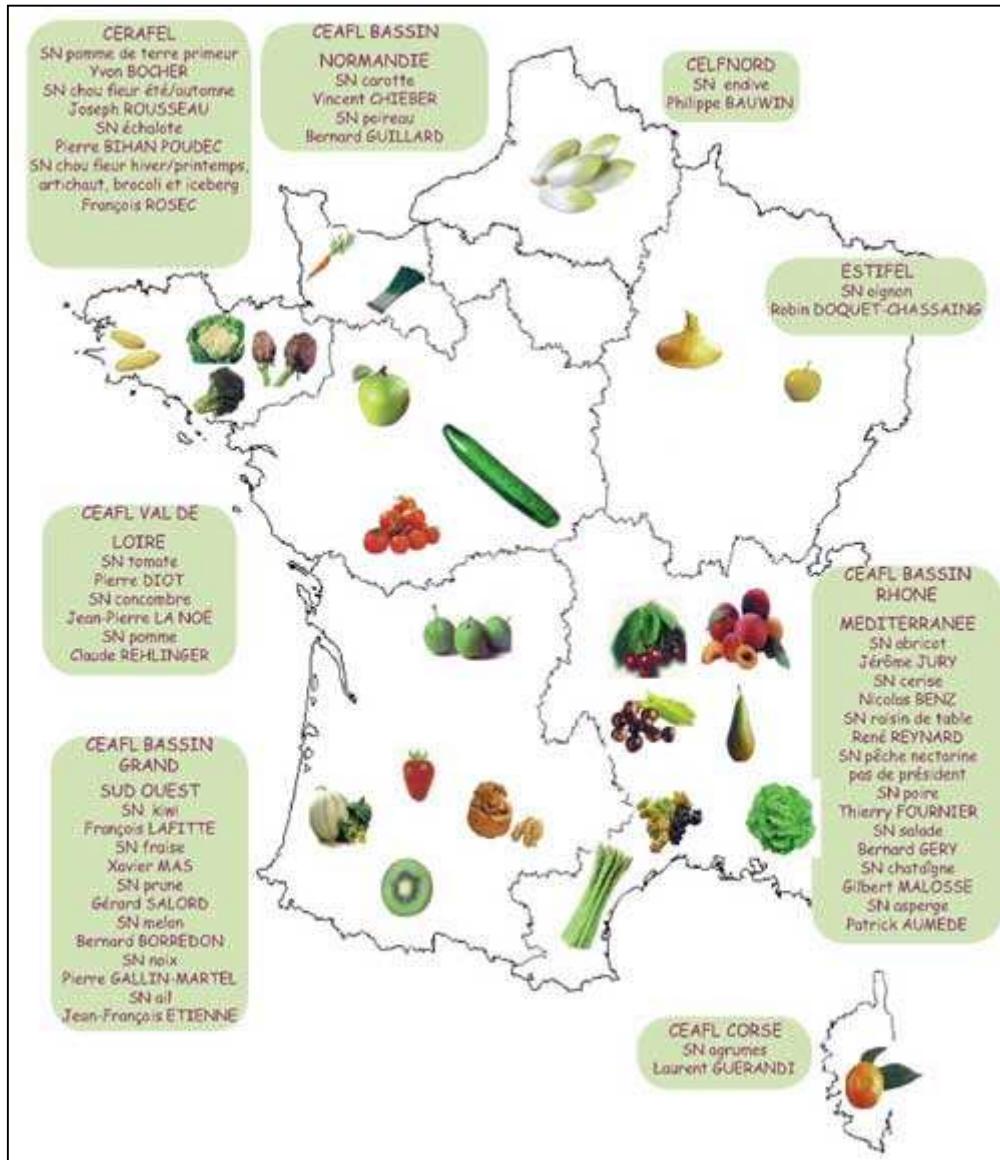 CERAFEL
SN pomme de terre primeur
Yvon BOCHER
SN chou fleur été/automne
Joseph ROUSSEAU
SN échalote
Pierre BIHAN POUDEC
SN chou fleur hiver/printemps,
artichaut, brocoli et iceberg
François ROSEC
CEAFL BASSIN
NORMANDIE
SN carotte
Vincent CHIEBER
SN poireau
Bernard GUILLARD
CELFNORD
SN endive
Philippe BAUWIN
ESTIFEL
SN oignon
Robin DOQUET-CHASSAING
CEAFL VAL DE
LOIRE
SN tomate
Pierre DIOT
SN concombre
Jean-Pierre LA NOE
SN pomme
Claude REHLINGER
CEAFL BASSIN
RHONE
MEDITERRANEE
SN abricot
Jérôme JURY
SN cerise
Nicolas BENZ
SN raisin de table
René REYNARD
SN pêche nectarine
pas de président
SN poire
Thierry FOURNIER
SN salade
Bernard GERY
SN chataîgne
Gilbert MALOSSE
SN asperge
Patrick AUMEDE
CEAFL BASSIN
GRAND
SUD OUEST
SN kiwi
François LAFITTE
SN fraise
Xavier MAS
SN prune
Gérard SALORD
SN melon
Bernard BORREDON
SN noix
Pierre GALLIN-MARTEL
SN ail
Jean-François ETIENNE
CEAFL CORSE
SN agrumes
Laurent GUERANDI